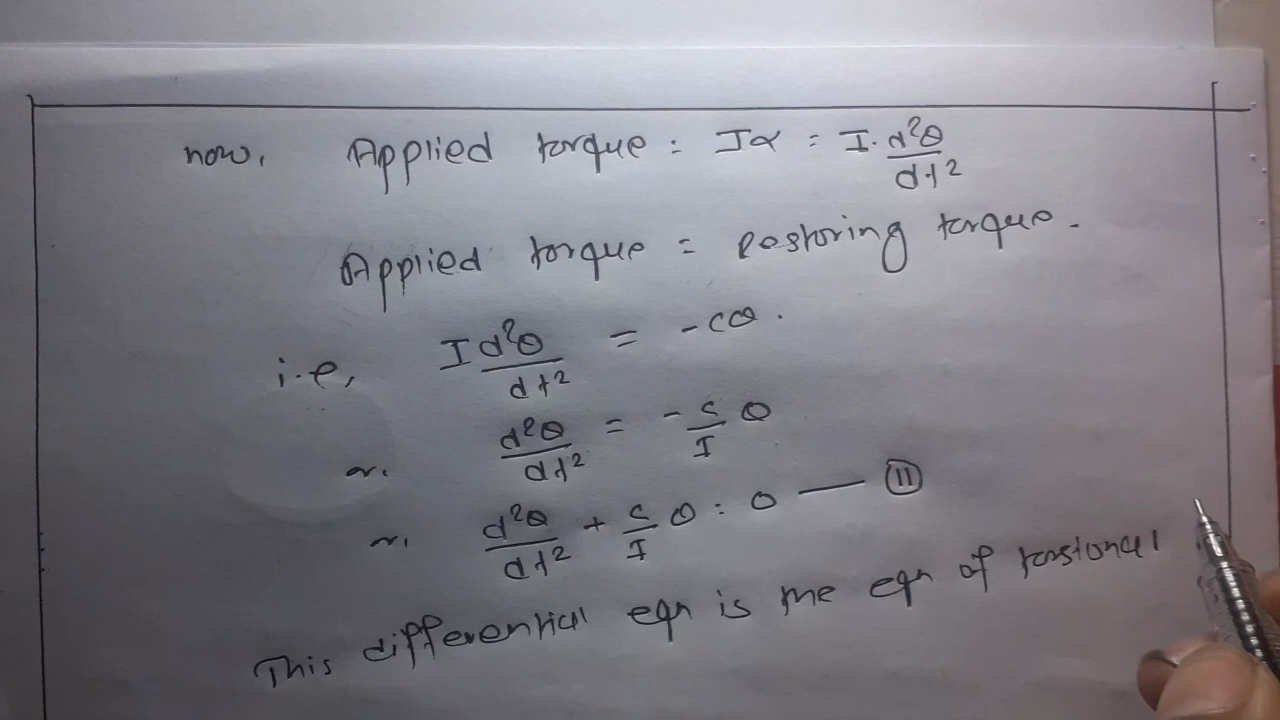 now, Applied torque = Iα = I. d²θ/dt²
Applied torque = Restoring torque.
i.e, I d²θ/dt² = -cθ.
or, d²θ/dt² = - c/I θ
or, d²θ/dt² + c/I θ = 0 — (II)
This differential eqn is the eqn of torsional